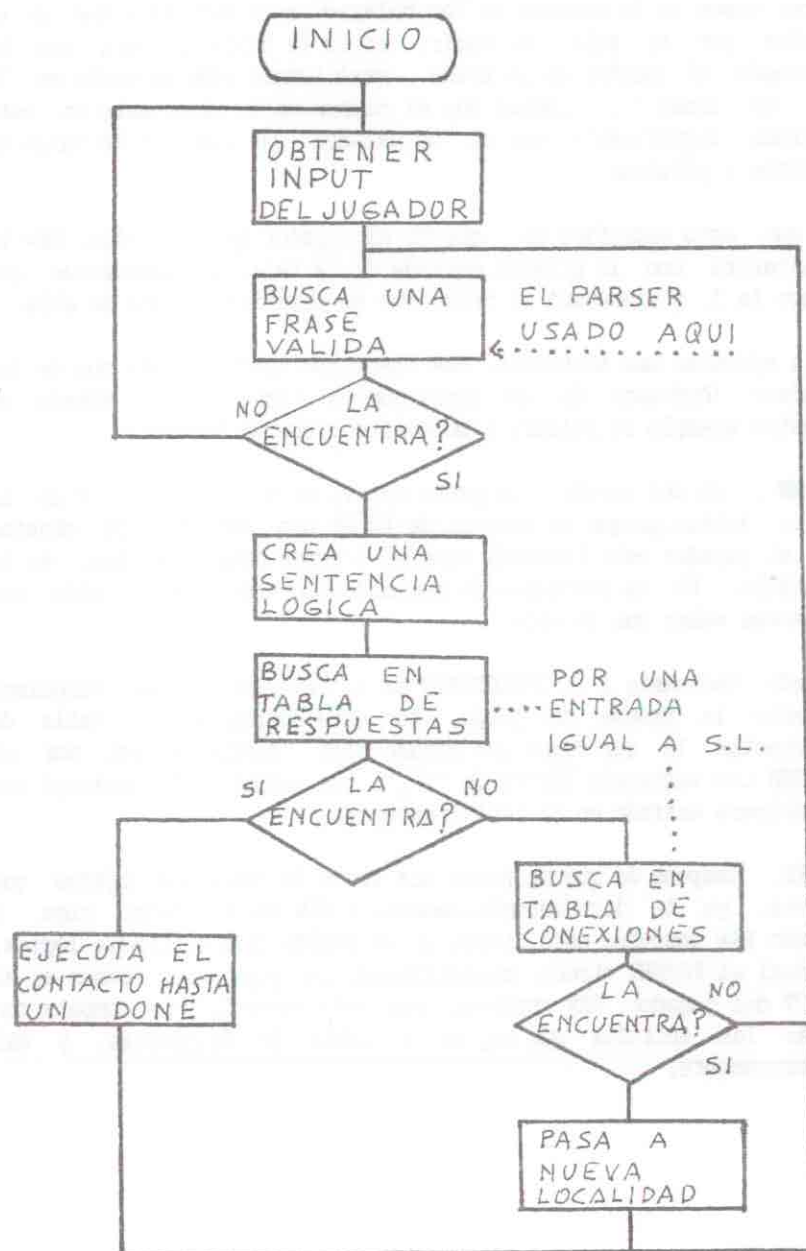 INICIO
OBTENER
INPUT
DEL JUGADOR
BUSCA UNA
FRASE
VALIDA
EL PARSER
USADO AQUI
NO
LA
ENCUENTRA?
SI
CREA UNA
SENTENCIA
LOGICA
BUSCA EN
TABLA DE
RESPUESTAS
POR UNA
ENTRADA
IGUAL A S.L.
SI
LA
ENCUENTRA?
NO
BUSCA EN
TABLA DE
CONEXIONES
EJECUTA EL
CONTACTO HASTA
UN DONE
LA
ENCUENTRA?
NO
SI
PASA A
NUEVA
LOCALIDAD